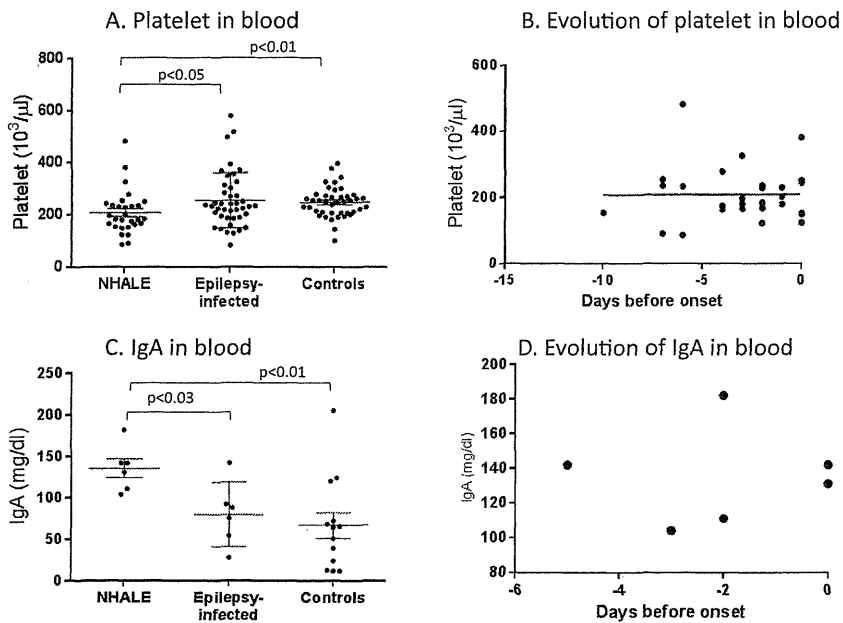 A. Platelet in blood
B. Evolution of platelet in blood
800
600
400
200
0
Platelet (10³/μl)
p<0.01
p<0.05
NHALE
Epilepsy-
infected
Controls
600
400
200
0
Platelet (10³/μl)
-15
-10
-5
0
Days before onset
C. IgA in blood
D. Evolution of IgA in blood
250
200
150
100
50
0
IgA (mg/dl)
p<0.01
p<0.03
NHALE
Epilepsy-
infected
Controls
200
180
160
140
120
100
80
IgA (mg/dl)
-6
-4
-2
0
Days before onset